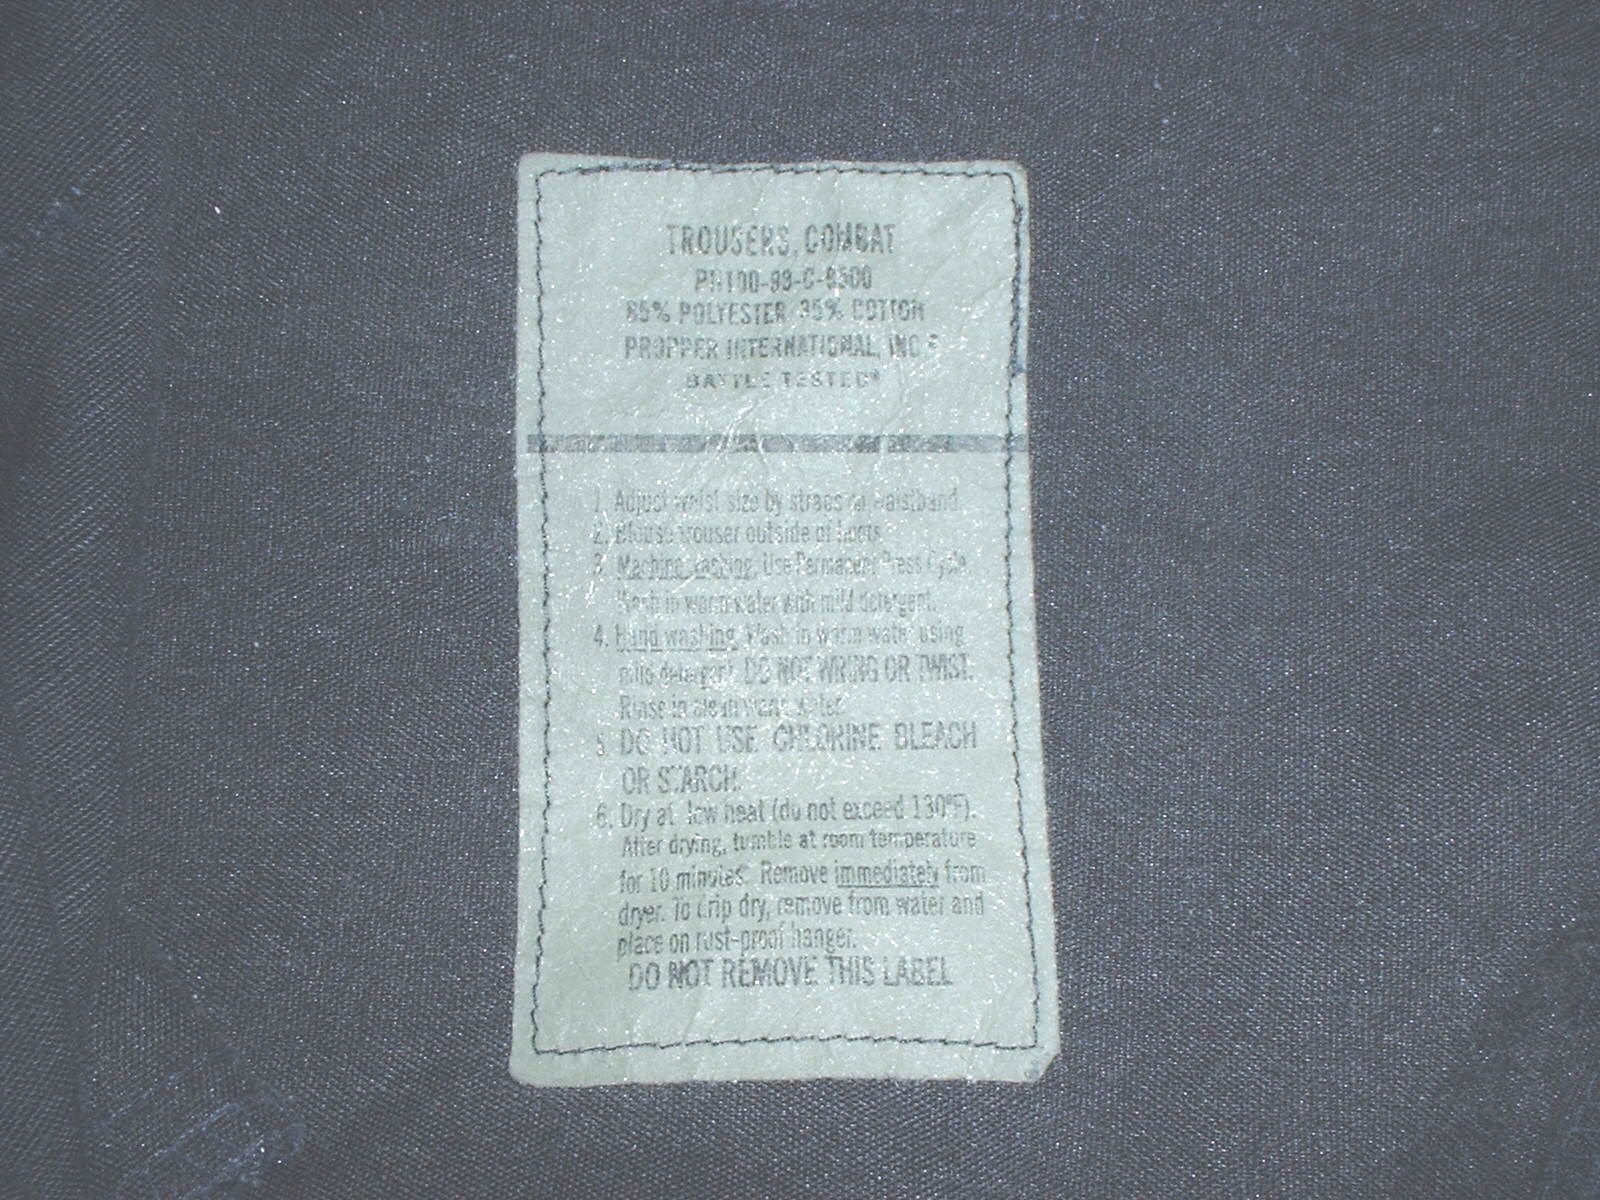 TROUSERS, COMBAT
65% POLYESTER 35% COTTON
PROPPER INTERNATIONAL, INC.®
BATTLE TESTED®
1. Adjust waist size by straps on waistband.
2. Blouse trouser outside of boots.
3. Machine washing. Use Permanent Press Cycle.
Wash in warm water with mild detergent.
4. Hand washing. Wash in warm water using
mild detergent. DO NOT WRING OR TWIST.
Rinse in clean warm water.
5. DO NOT USE CHLORINE BLEACH
OR STARCH.
6. Dry at low heat (do not exceed 130°F).
After drying, tumble at room temperature
for 10 minutes. Remove immediately from
dryer. To drip dry, remove from water and
place on rust-proof hanger.
DO NOT REMOVE THIS LABEL